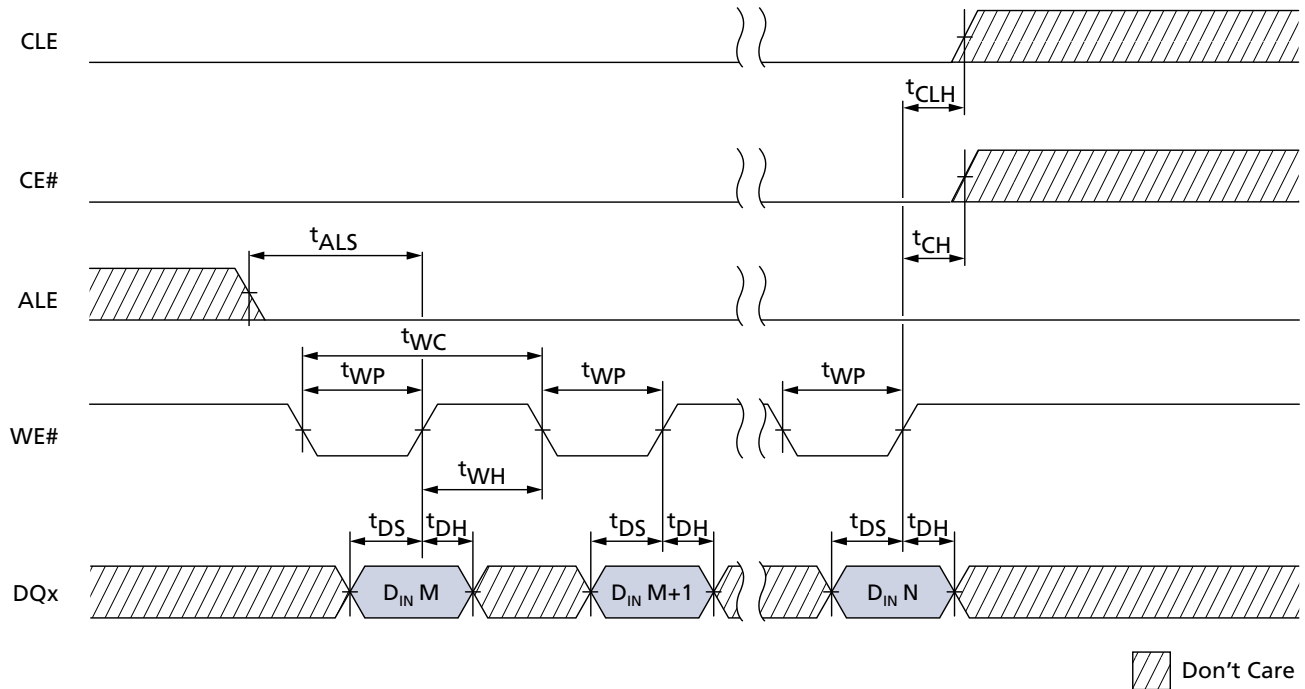 CLE
tCLH
CE#
tCH
tALS
ALE
tWC
tWP tWP tWP
WE#
tWH
tDS tDH tDS tDH tDS tDH
DQx DIN M DIN M+1 DIN N
Don't Care